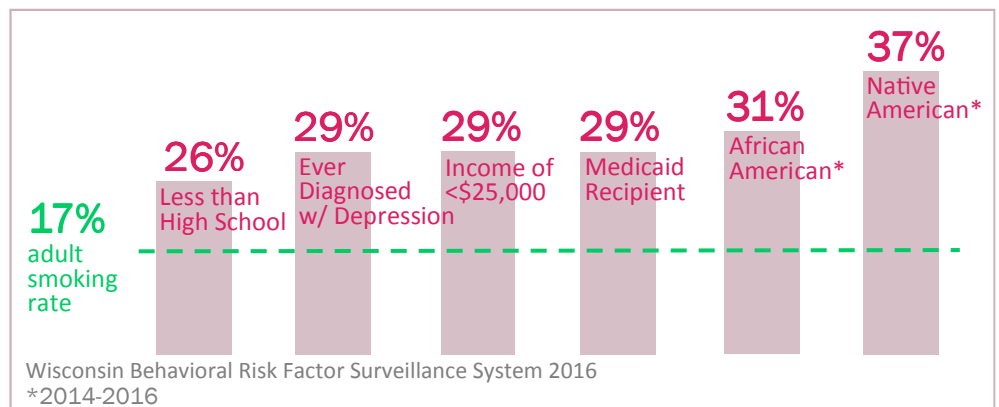 17%
adult
smoking
rate
26%
Less than
High School
29%
Ever
Diagnosed
w/ Depression
29%
Income of
<$25,000
29%
Medicaid
Recipient
31%
African
American*
37%
Native
American*
Wisconsin Behavioral Risk Factor Surveillance System 2016
*2014-2016